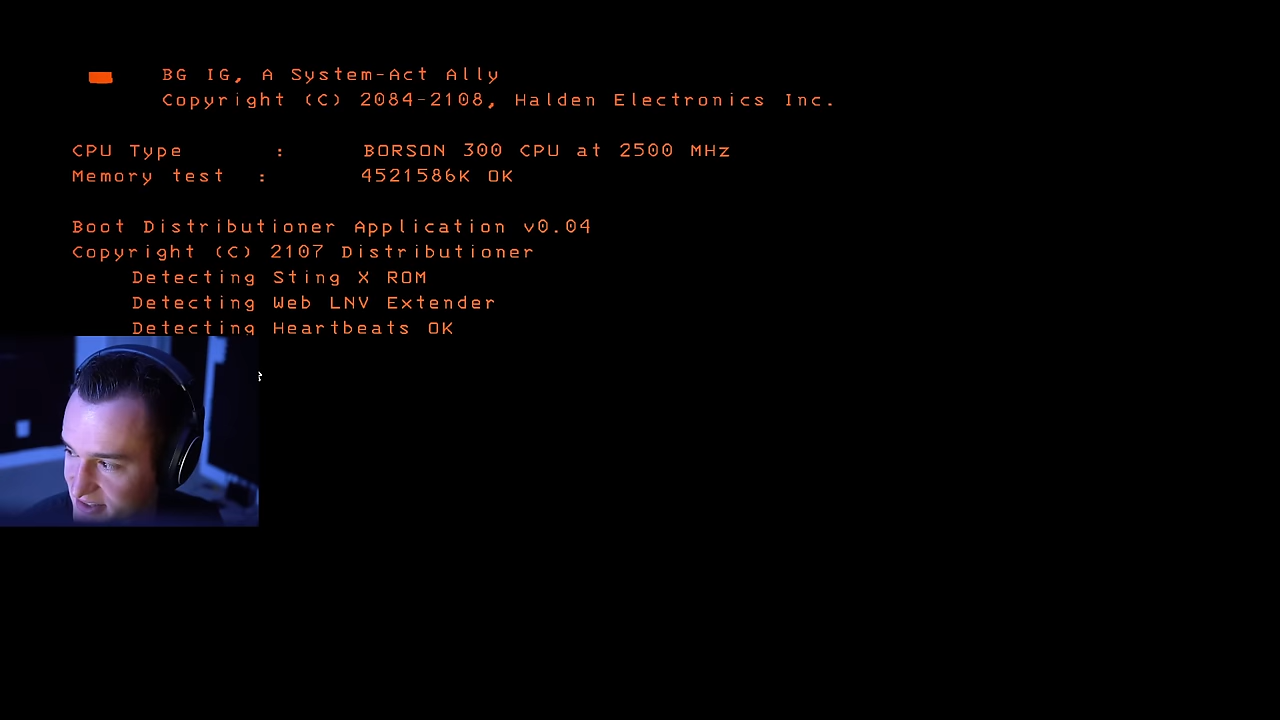 BG IG, A System-Act Ally
Copyright (C) 2084-2108, Halden Electronics Inc.
CPU Type : BORSON 300 CPU at 2500 MHz
Memory test : 4521586K OK
Boot Distributioner Application v0.04
Copyright (C) 2107 Distributioner
Detecting Sting X ROM
Detecting Web LNV Extender
Detecting Heartbeats OK